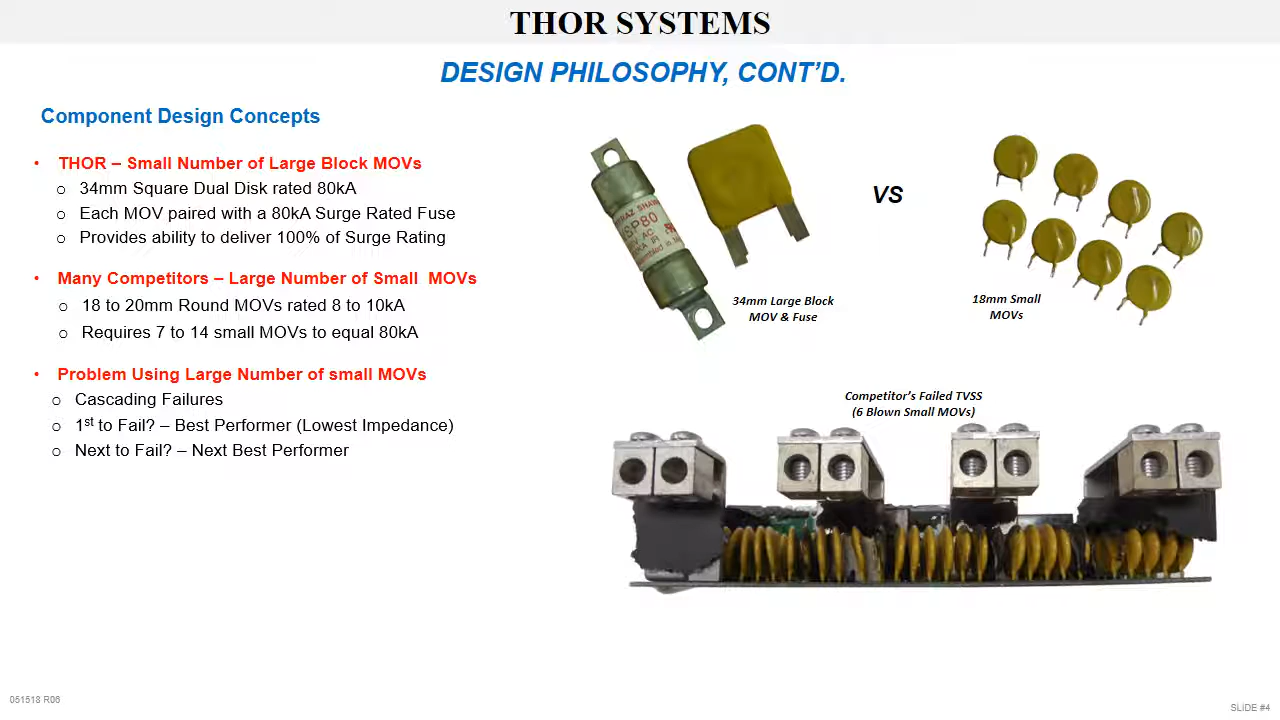 THOR SYSTEMS
DESIGN PHILOSOPHY, CONT'D.
Component Design Concepts
• THOR – Small Number of Large Block MOVs
o 34mm Square Dual Disk rated 80kA
o Each MOV paired with a 80kA Surge Rated Fuse
o Provides ability to deliver 100% of Surge Rating
• Many Competitors – Large Number of Small MOVs
o 18 to 20mm Round MOVs rated 8 to 10kA
o Requires 7 to 14 small MOVs to equal 80kA
• Problem Using Large Number of small MOVs
o Cascading Failures
o 1st to Fail? – Best Performer (Lowest Impedance)
o Next to Fail? – Next Best Performer
SP80
VS
34mm Large Block
MOV & Fuse
18mm Small
MOVs
Competitor's Failed TVSS
(6 Blown Small MOVs)
051518 R06
SLIDE #4